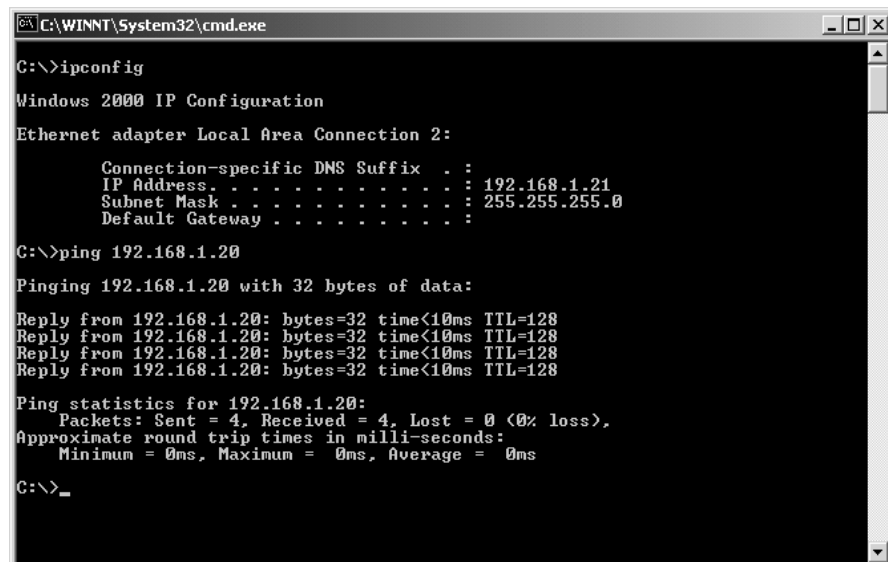 C:\WINNT\System32\cmd.exe
C:\>ipconfig
Windows 2000 IP Configuration
Ethernet adapter Local Area Connection 2:
Connection-specific DNS Suffix . :
IP Address. . . . . . . . . . . . : 192.168.1.21
Subnet Mask . . . . . . . . . . . : 255.255.255.0
Default Gateway . . . . . . . . . :
C:\>ping 192.168.1.20
Pinging 192.168.1.20 with 32 bytes of data:
Reply from 192.168.1.20: bytes=32 time<10ms TTL=128
Reply from 192.168.1.20: bytes=32 time<10ms TTL=128
Reply from 192.168.1.20: bytes=32 time<10ms TTL=128
Reply from 192.168.1.20: bytes=32 time<10ms TTL=128
Ping statistics for 192.168.1.20:
Packets: Sent = 4, Received = 4, Lost = 0 (0% loss),
Approximate round trip times in milli-seconds:
Minimum = 0ms, Maximum =  0ms, Average =  0ms
C:\>_